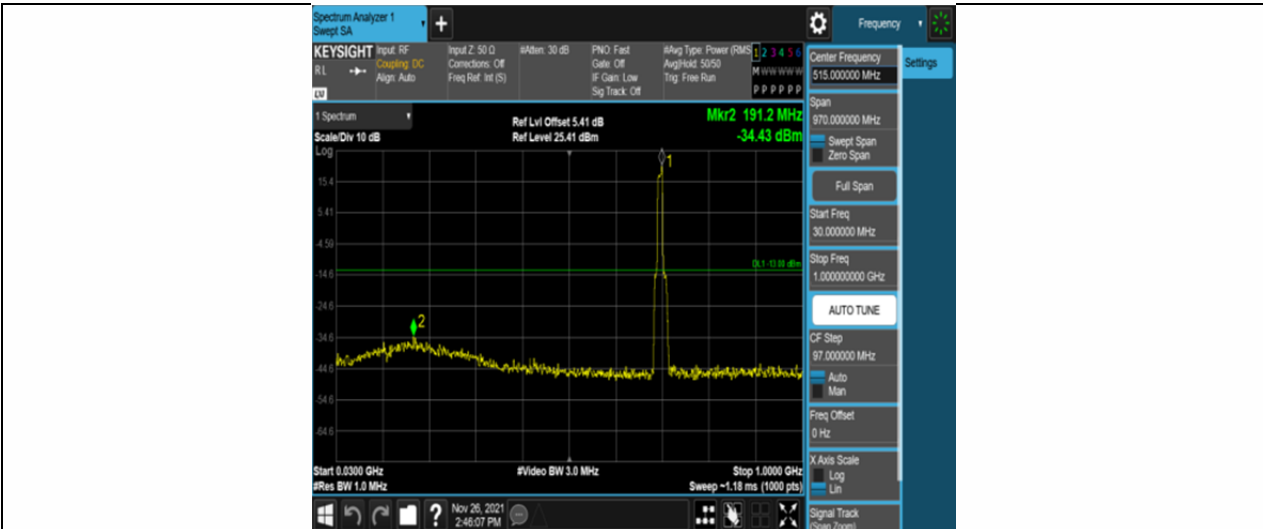 Spectrum Analyzer 1
Swept SA
Frequency
KEYSIGHT
RL
LV
Input: RF
Coupling: DC
Align: Auto
Input Z: 50 Ω
Corrections: Off
Freq Ref: Int (S)
#Atten: 30 dB
PNO: Fast
Gate: Off
IF Gain: Low
Sig Track: Off
#Avg Type: Power (RMS
Avg|Hold: 50/50
Trig: Free Run
1 2 3 4 5 6
M W W W W W
P P P P P P
1 Spectrum
Scale/Div 10 dB
Ref Lvl Offset 5.41 dB
Ref Level 25.41 dBm
Mkr2 191.2 MHz
-34.43 dBm
Log
15.4
5.41
-4.59
-14.6
-24.6
-34.6
-44.6
-54.6
-64.6
DL1 -13.00 dBm
1
2
Start 0.0300 GHz
#Res BW 1.0 MHz
#Video BW 3.0 MHz
Stop 1.0000 GHz
Sweep ~1.18 ms (1000 pts)
Nov 26, 2021
2:46:07 PM
Center Frequency
515.000000 MHz
Settings
Span
970.000000 MHz
Swept Span
Zero Span
Full Span
Start Freq
30.000000 MHz
Stop Freq
1.000000000 GHz
AUTO TUNE
CF Step
97.000000 MHz
Auto
Man
Freq Offset
0 Hz
X Axis Scale
Log
Lin
Signal Track
(Span Zoom)